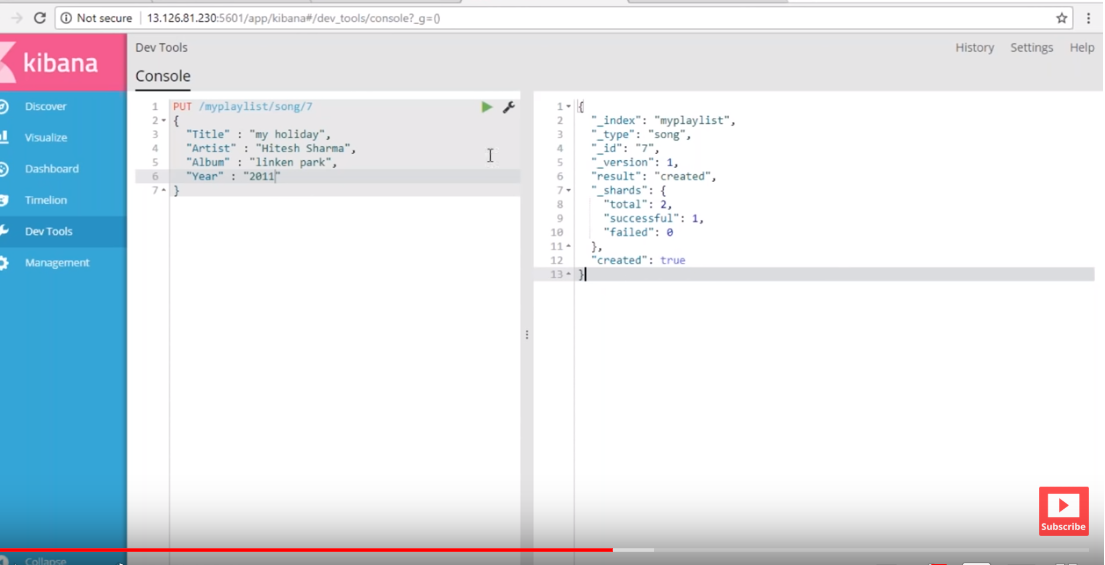 Not secure | 13.126.81.230:5601/app/kibana#/dev_tools/console?_g=()
kibana
Discover
Visualize
Dashboard
Timelion
Dev Tools
Management
Collapse
Dev Tools
History Settings Help
Console
1 PUT /myplaylist/song/7
2 {
3 "Title" : "my holiday",
4 "Artist" : "Hitesh Sharma",
5 "Album" : "linken park",
6 "Year" : "2011"
7 }
1 {
2 "_index": "myplaylist",
3 "_type": "song",
4 "_id": "7",
5 "_version": 1,
6 "result": "created",
7 "_shards": {
8 "total": 2,
9 "successful": 1,
10 "failed": 0
11 },
12 "created": true
13 }
Subscribe